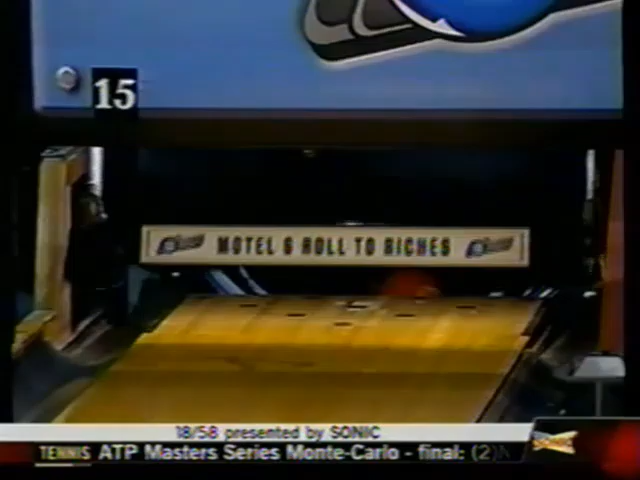 15
MOTEL 6 ROLL TO RICHES
18/58 presented by SONIC
SONIC
TENNIS ATP Masters Series Monte-Carlo - final: (2)